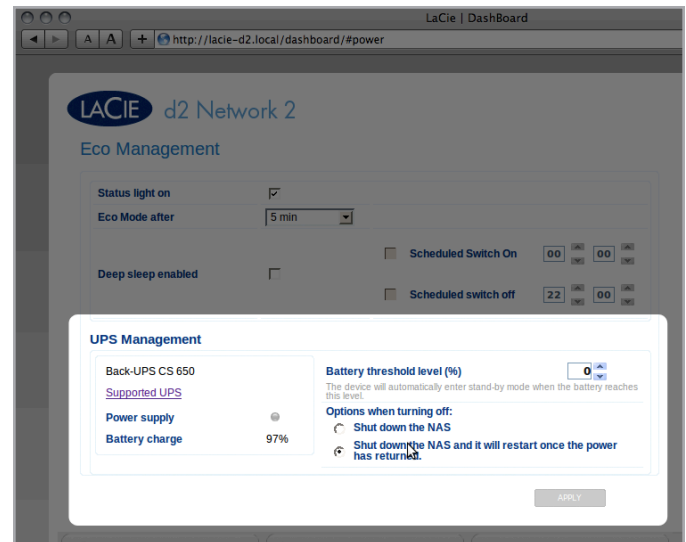 LaCie | DashBoard
A A + http://lacie-d2.local/dashboard/#power
LACIE d2 Network 2
Eco Management
Status light on
Eco Mode after 5 min
Scheduled Switch On 00 00
Deep sleep enabled
Scheduled switch off 22 00
UPS Management
Back-UPS CS 650
Supported UPS
Power supply
Battery charge 97%
Battery threshold level (%) 0
The device will automatically enter stand-by mode when the battery reaches
this level.
Options when turning off:
Shut down the NAS
Shut down the NAS and it will restart once the power
has returned.
APPLY